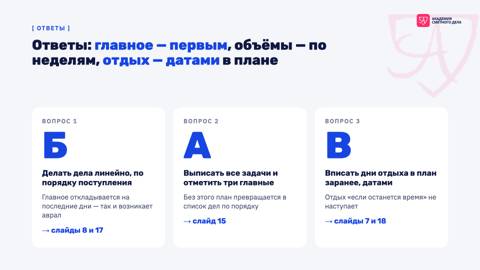 [ ОТВЕТЫ ]
АКАДЕМИЯ
СМЕТНОГО ДЕЛА
Ответы: главное — первым, объёмы — по
неделям, отдых — датами в плане
ВОПРОС 1
Б
Делать дела линейно, по
порядку поступления
Главное откладывается на
последние дни — так и возникает
аврал
→ слайды 8 и 17
ВОПРОС 2
А
Выписать все задачи и
отметить три главные
Без этого план превращается в
список дел по порядку
→ слайд 15
ВОПРОС 3
В
Вписать дни отдыха в план
заранее, датами
Отдых «если останется время» не
наступает
→ слайды 7 и 18